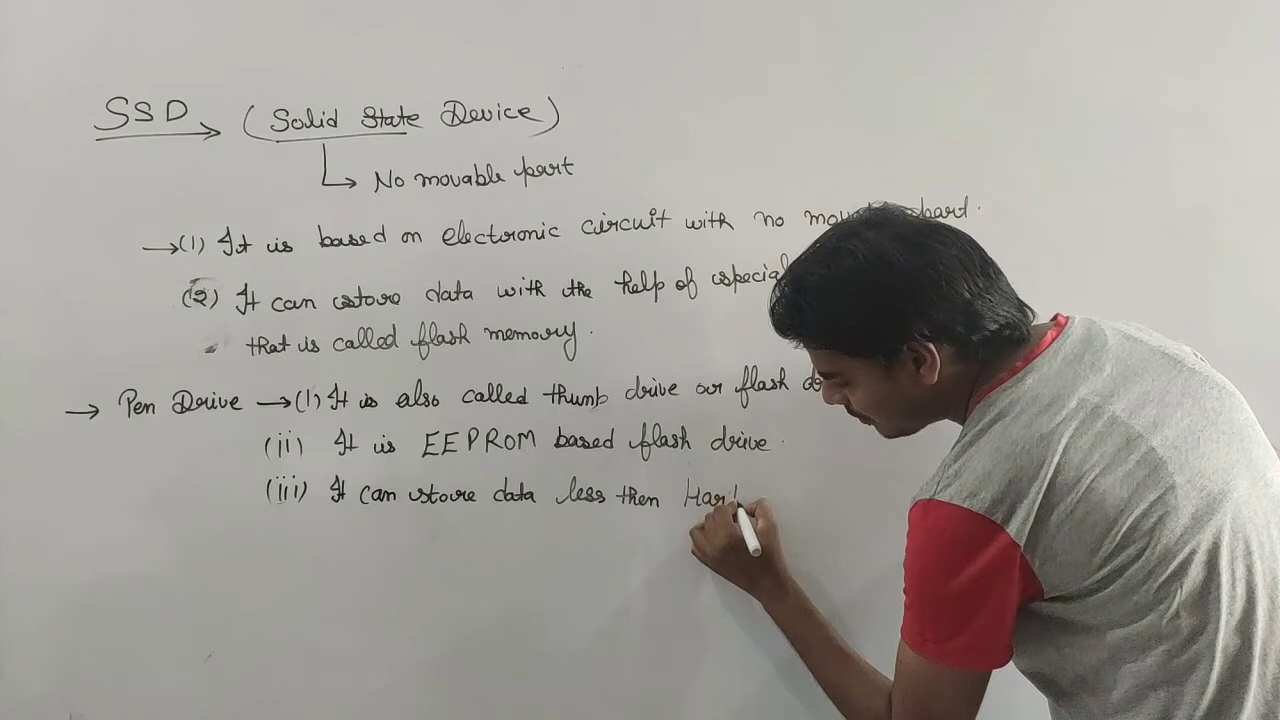 SSD → (Solid State Device)
↳ No movable part
→ (1) It is based on electronic circuit with no part.
(2) It can store data with the help of special
that is called flash memory.
→ Pen Drive → (1) It is also called thumb drive or flash
(ii) It is EEPROM based flash drive.
(iii) It can store data less then Har